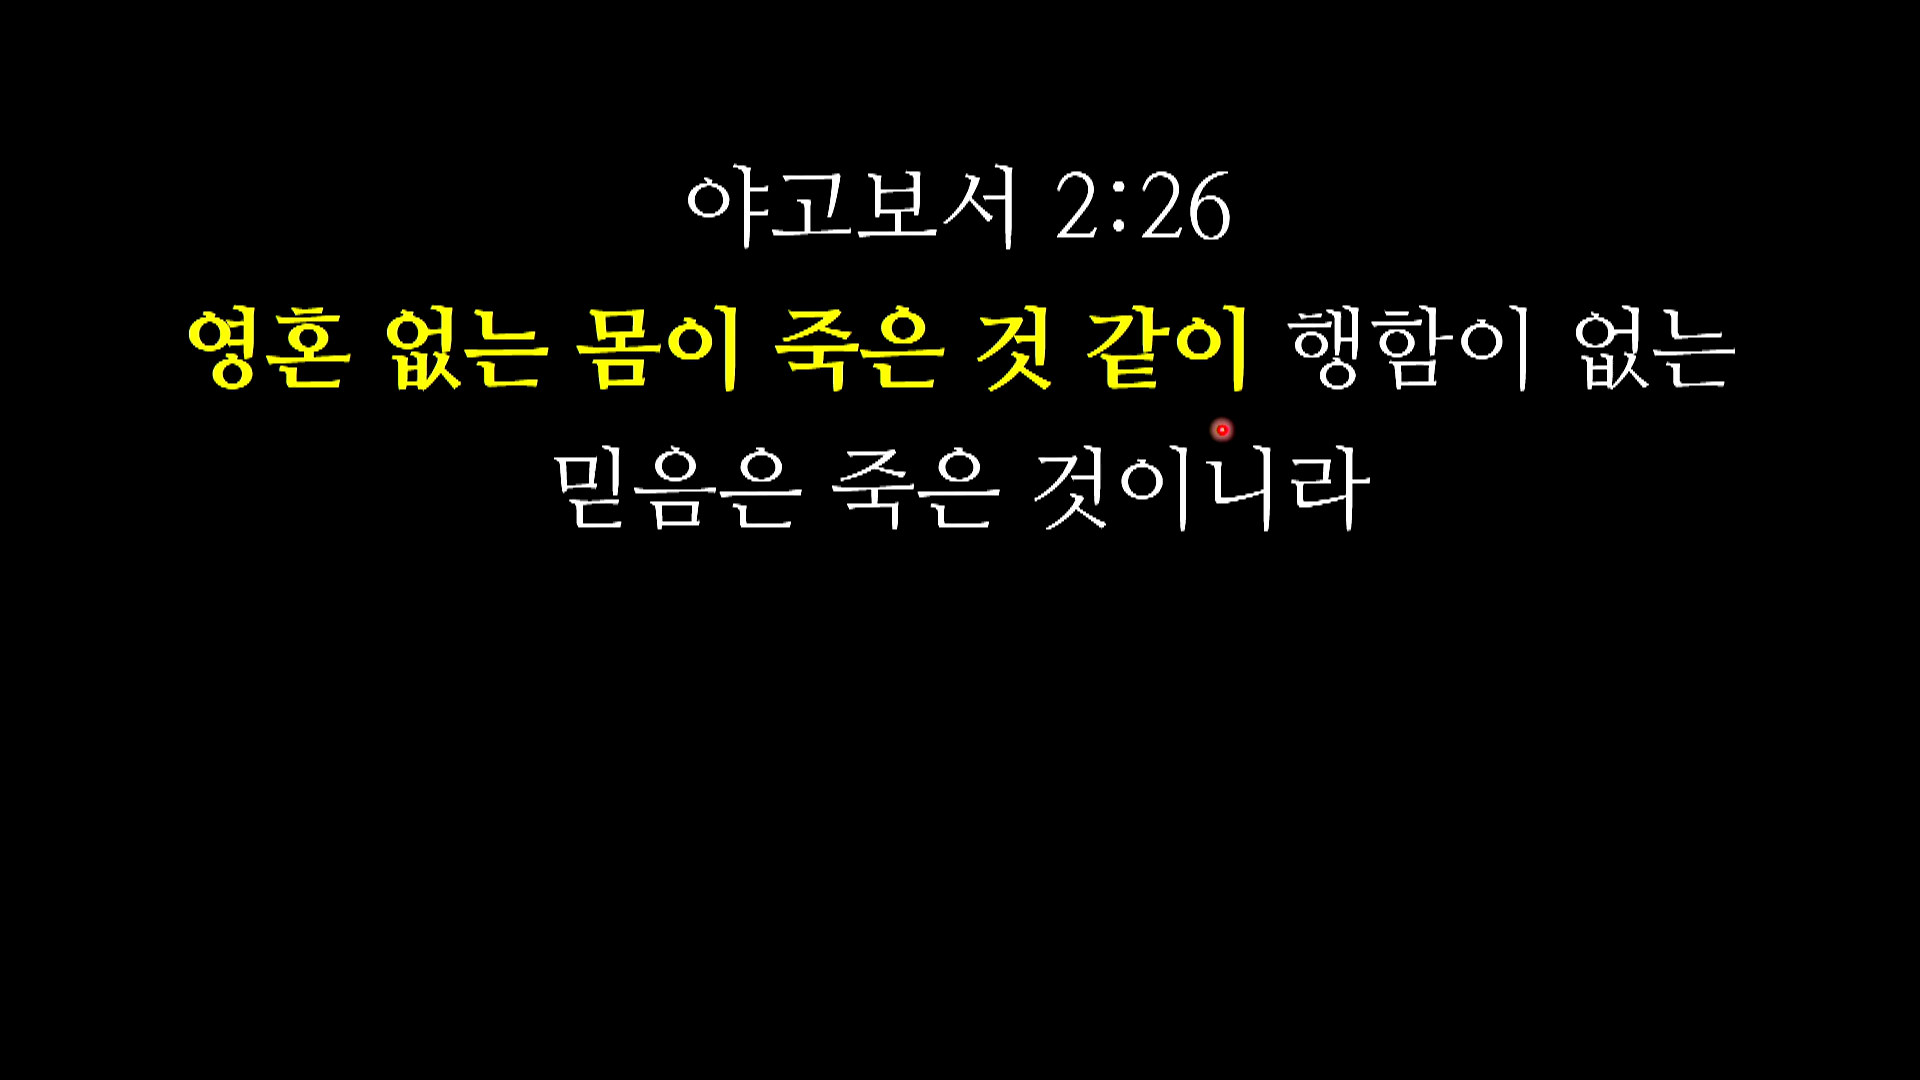 야고보서 2:26
영혼 없는 몸이 죽은 것 같이 행함이 없는
믿음은 죽은 것이니라